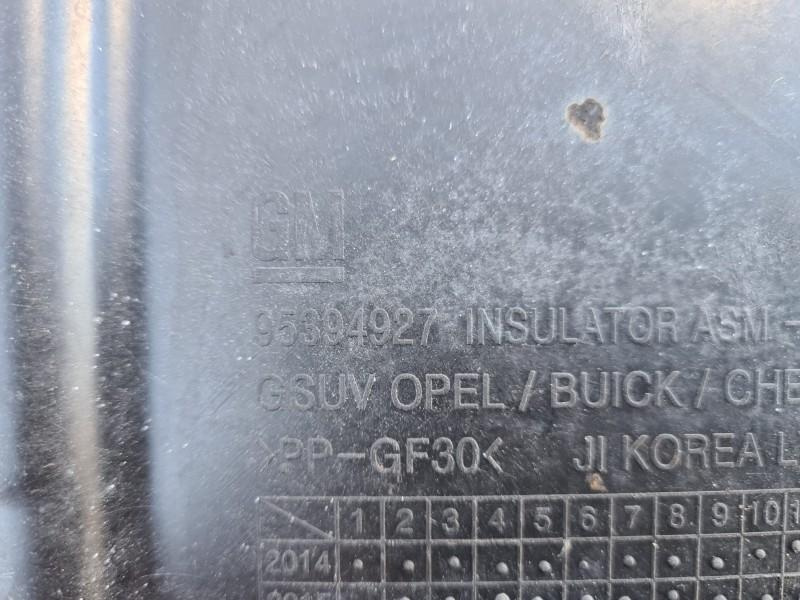 GM
95394927 INSULATOR ASM -
GSUV OPEL / BUICK / CHE
>PP-GF30< JI KOREA L
1 2 3 4 5 6 7 8 9 10
2014
2015